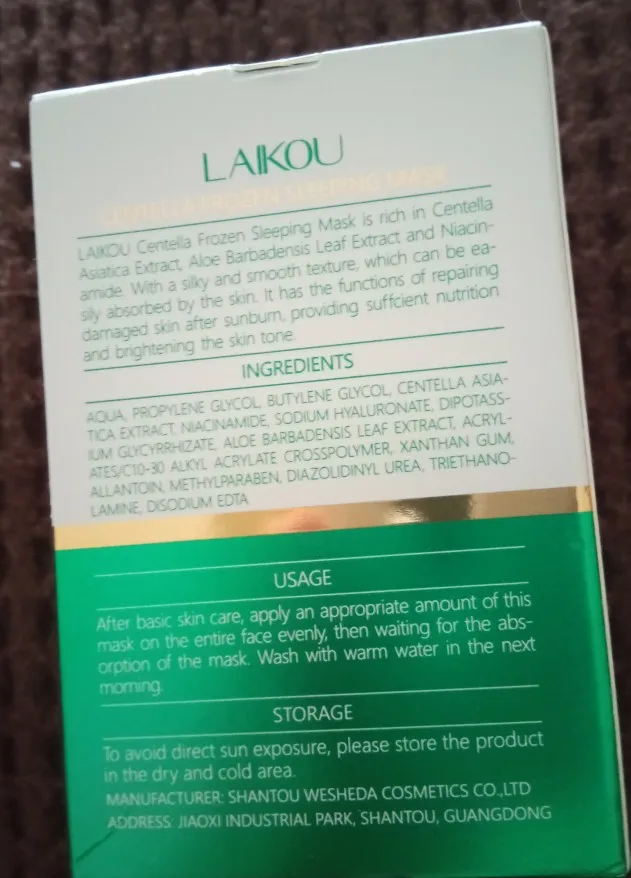 LAIKOU
CENTELLA FROZEN SLEEPING MASK
LAIKOU Centella Frozen Sleeping Mask is rich in Centella
Asiatica Extract, Aloe Barbadensis Leaf Extract and Niacin-
amide. With a silky and smooth texture, which can be ea-
sily absorbed by the skin. It has the functions of repairing
damaged skin after sunburn, providing suffcient nutrition
and brightening the skin tone.
INGREDIENTS
AQUA, PROPYLENE GLYCOL, BUTYLENE GLYCOL, CENTELLA ASIA-
TICA EXTRACT, NIACINAMIDE, SODIUM HYALURONATE, DIPOTASS-
IUM GLYCYRRHIZATE, ALOE BARBADENSIS LEAF EXTRACT, ACRYL-
ATES/C10-30 ALKYL ACRYLATE CROSSPOLYMER, XANTHAN GUM,
ALLANTOIN, METHYLPARABEN, DIAZOLIDINYL UREA, TRIETHANO-
LAMINE, DISODIUM EDTA
USAGE
After basic skin care, apply an appropriate amount of this
mask on the entire face evenly, then waiting for the abs-
orption of the mask. Wash with warm water in the next
morning.
STORAGE
To avoid direct sun exposure, please store the product
in the dry and cold area.
MANUFACTURER: SHANTOU WESHEDA COSMETICS CO.,LTD
ADDRESS: JIAOXI INDUSTRIAL PARK, SHANTOU, GUANGDONG